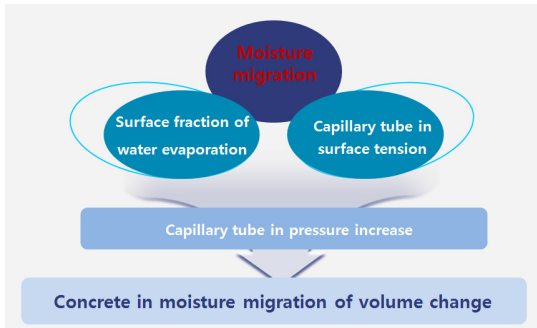 Moisture
migration
Surface fraction of
water evaporation
Capillary tube in
surface tension
Capillary tube in pressure increase
Concrete in moisture migration of volume change